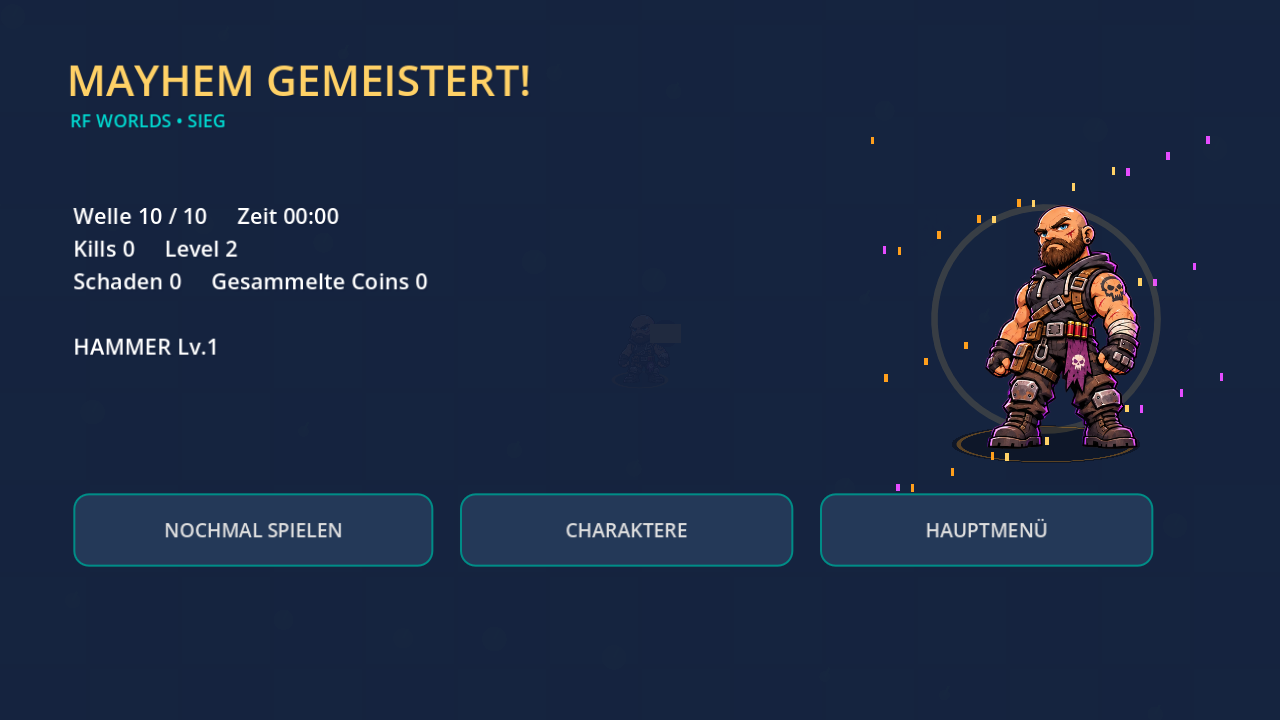 MAYHEM GEMEISTERT!
RF WORLDS • SIEG
Welle 10 / 10 Zeit 00:00
Kills 0 Level 2
Schaden 0 Gesammelte Coins 0
HAMMER Lv.1
NOCHMAL SPIELEN CHARAKTERE HAUPTMENÜ